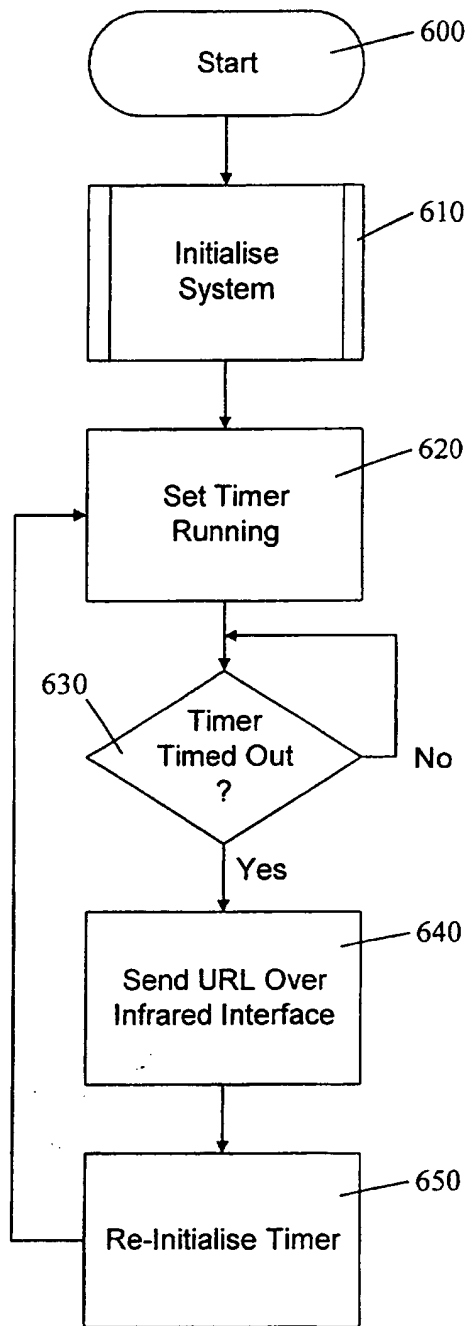 Start
600
Initialise
System
610
Set Timer
Running
620
630
Timer
Timed Out
?
No
Yes
Send URL Over
Infrared Interface
640
Re-Initialise Timer
650